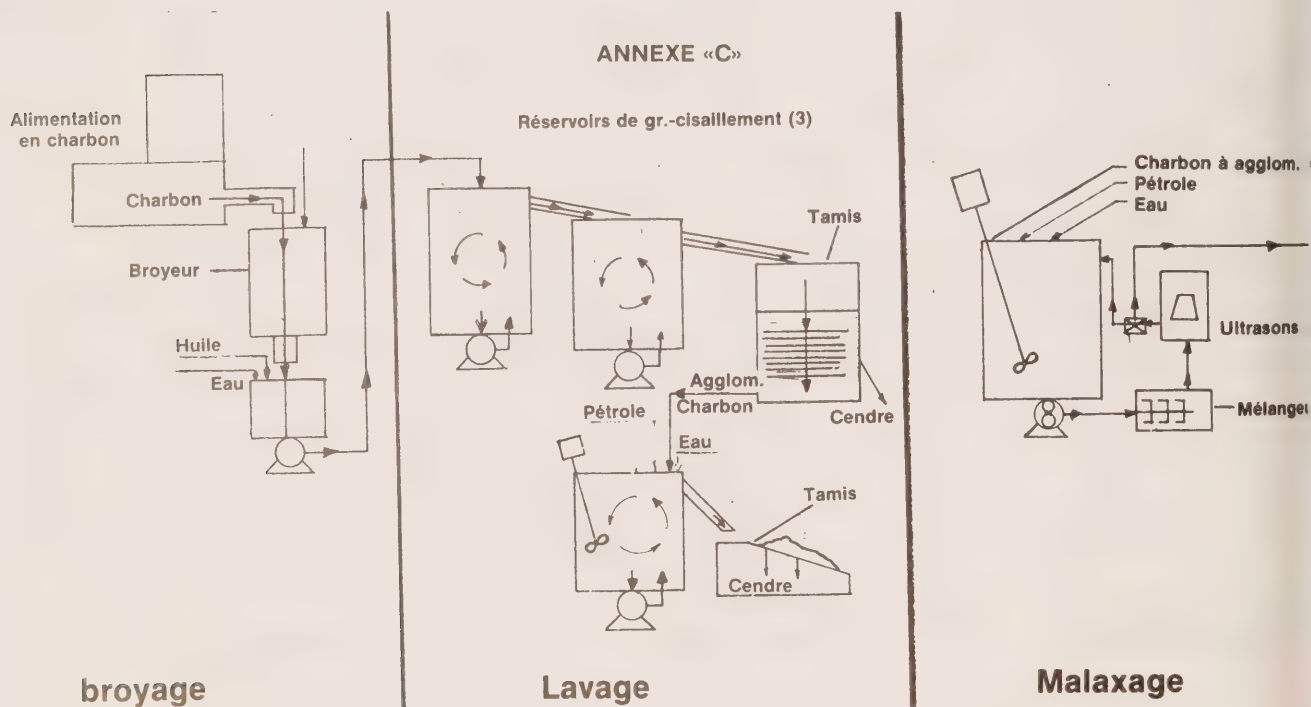 ANNEXE «C»
Alimentation
en charbon
Charbon
Broyeur
Huile
Eau
broyage
Réservoirs de gr.-cisaillement (3)
Tamis
Agglom.
Charbon
Cendre
Pétrole
Eau
Tamis
Cendre
Lavage
Charbon à agglom.
Pétrole
Eau
Ultrasons
Mélangeu
Malaxage